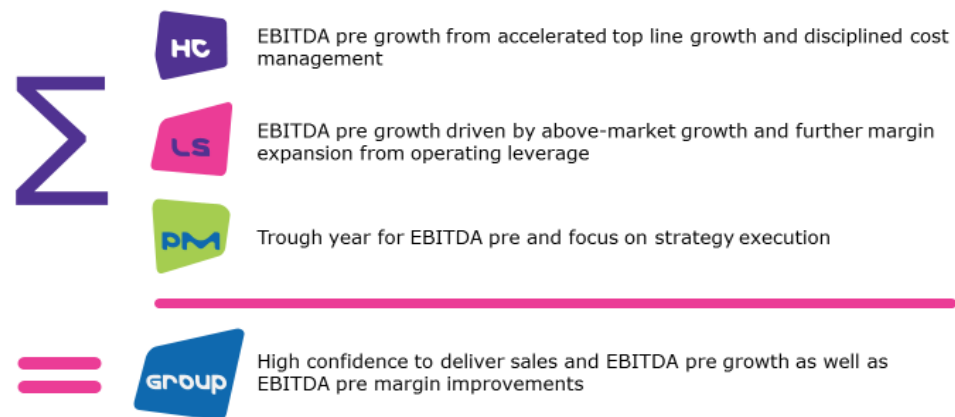 Σ
HC
EBITDA pre growth from accelerated top line growth and disciplined cost
management
LS
EBITDA pre growth driven by above-market growth and further margin
expansion from operating leverage
PM
Trough year for EBITDA pre and focus on strategy execution
=
Group
High confidence to deliver sales and EBITDA pre growth as well as
EBITDA pre margin improvements